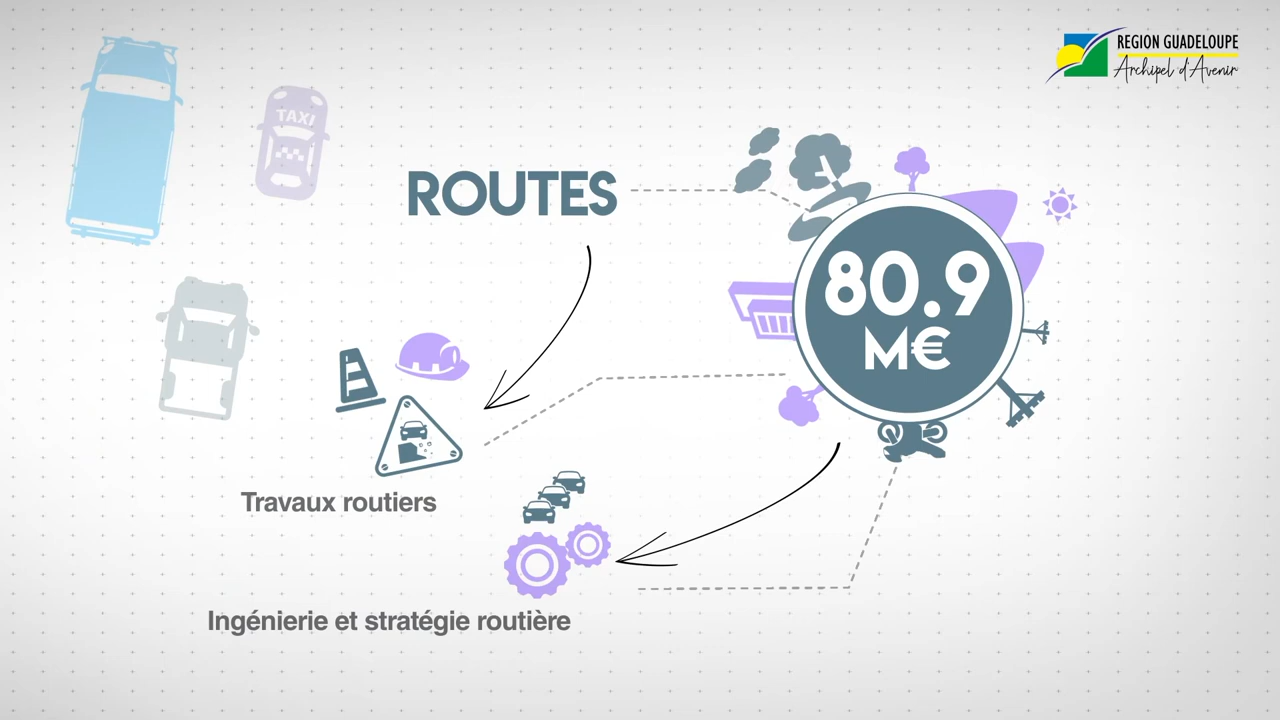 REGION GUADELOUPE
Archipel d'Avenir
TAXI
ROUTES
80.9
M€
Travaux routiers
Ingénierie et stratégie routière